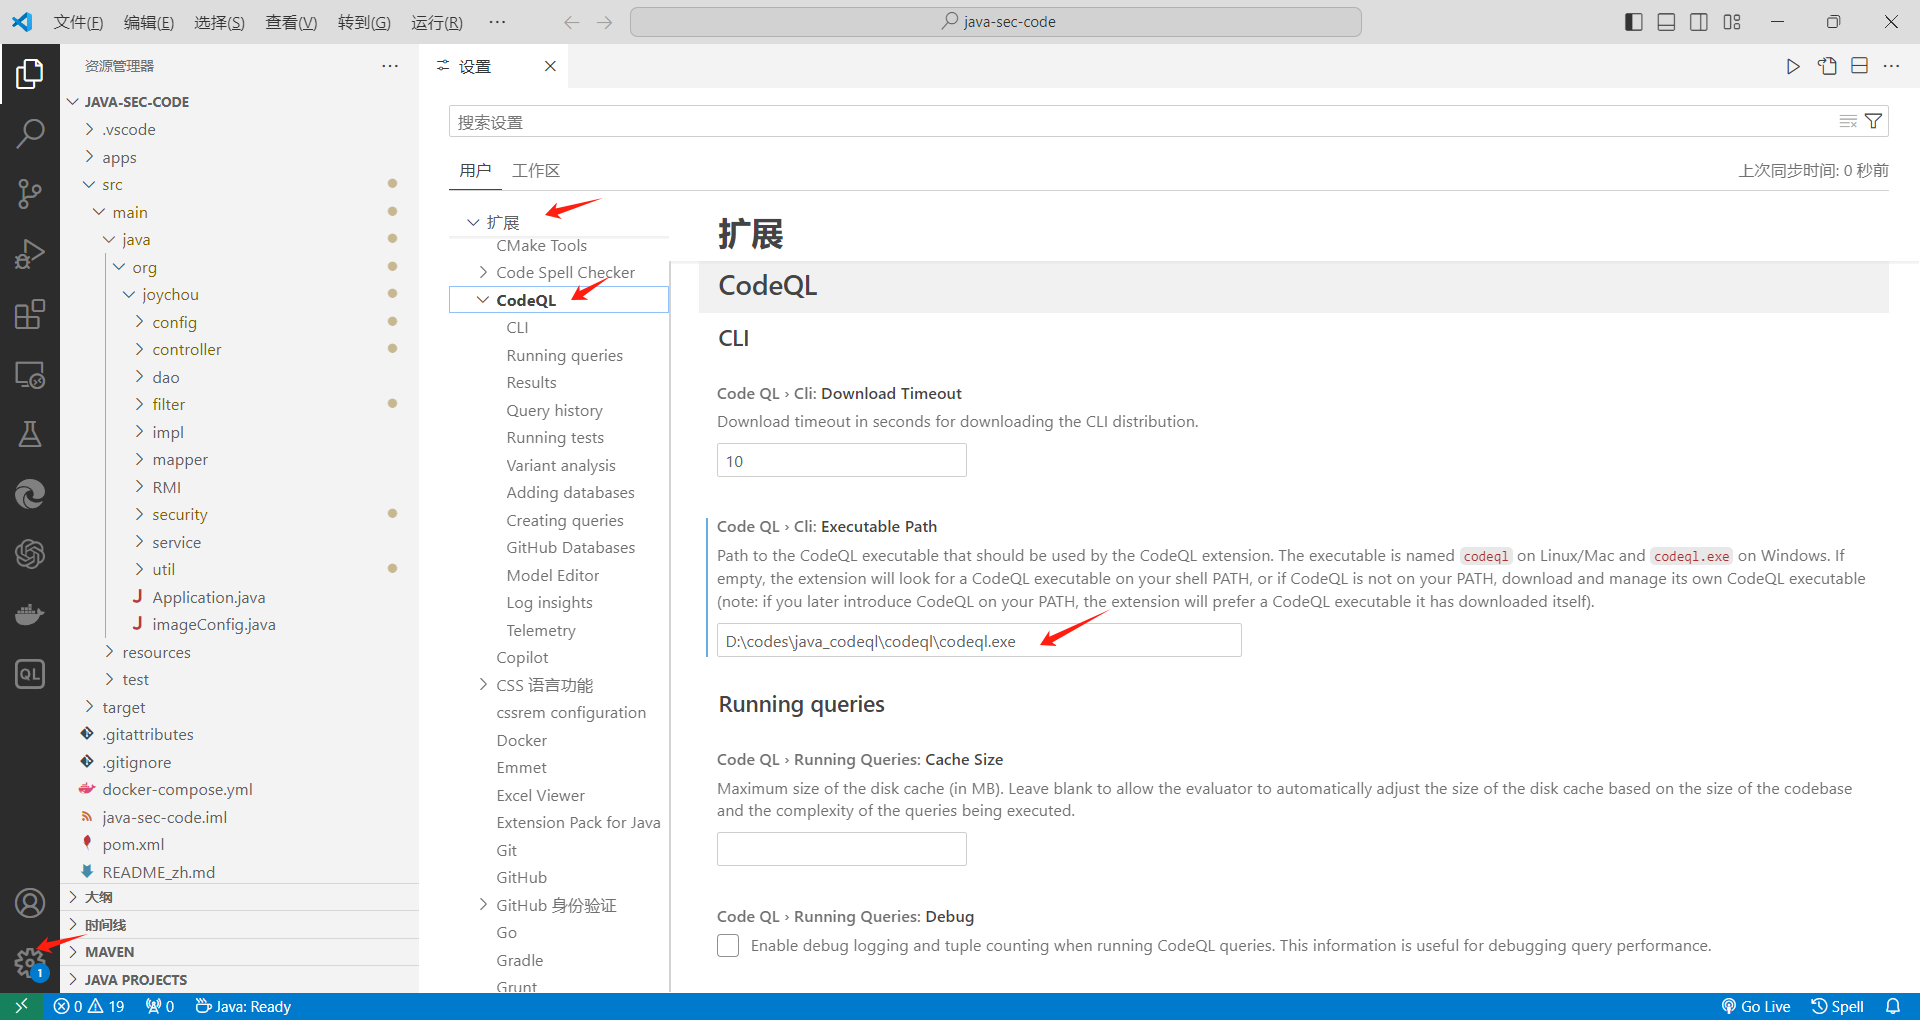 文件(F) 编辑(E) 选择(S) 查看(V) 转到(G) 运行(R) ··· java-sec-code
资源管理器 ···
JAVA-SEC-CODE
.vscode
apps
src
main
java
org
joychou
config
controller
dao
filter
impl
mapper
RMI
security
service
util
Application.java
imageConfig.java
resources
test
target
.gitattributes
.gitignore
docker-compose.yml
java-sec-code.iml
pom.xml
README_zh.md
大纲
时间线
MAVEN
JAVA PROJECTS
QL
1
设置
搜索设置
用户 工作区 上次同步时间: 0 秒前
扩展
CMake Tools
Code Spell Checker
CodeQL
CLI
Running queries
Results
Query history
Running tests
Variant analysis
Adding databases
Creating queries
GitHub Databases
Model Editor
Log insights
Telemetry
Copilot
CSS 语言功能
cssrem configuration
Docker
Emmet
Excel Viewer
Extension Pack for Java
Git
GitHub
GitHub 身份验证
Go
Gradle
Grunt
扩展
CodeQL
CLI
Code QL › Cli: Download Timeout
Download timeout in seconds for downloading the CLI distribution.
10
Code QL › Cli: Executable Path
Path to the CodeQL executable that should be used by the CodeQL extension. The executable is named codeql on Linux/Mac and codeql.exe on Windows. If
empty, the extension will look for a CodeQL executable on your shell PATH, or if CodeQL is not on your PATH, download and manage its own CodeQL executable
(note: if you later introduce CodeQL on your PATH, the extension will prefer a CodeQL executable it has downloaded itself).
D:\codes\java_codeql\codeql\codeql.exe
Running queries
Code QL › Running Queries: Cache Size
Maximum size of the disk cache (in MB). Leave blank to allow the evaluator to automatically adjust the size of the disk cache based on the size of the codebase
and the complexity of the queries being executed.
Code QL › Running Queries: Debug
Enable debug logging and tuple counting when running CodeQL queries. This information is useful for debugging query performance.
0 19 0 Java: Ready Go Live Spell